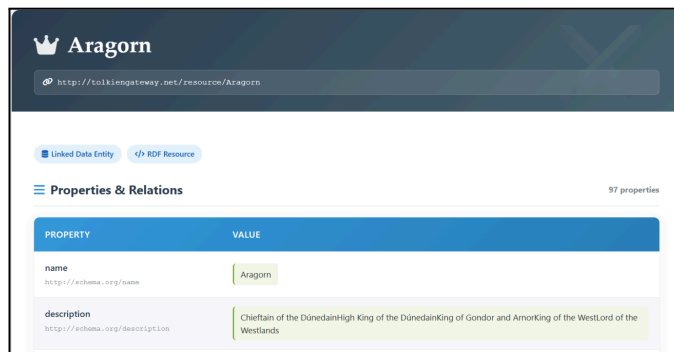 Aragorn
http://tolkiengateway.net/resource/Aragorn
Linked Data Entity </> RDF Resource
Properties & Relations 97 properties
PROPERTY VALUE
name
http://schema.org/name
Aragorn
description
http://schema.org/description
Chieftain of the DúnedainHigh King of the DúnedainKing of Gondor and ArnorKing of the WestLord of the
Westlands